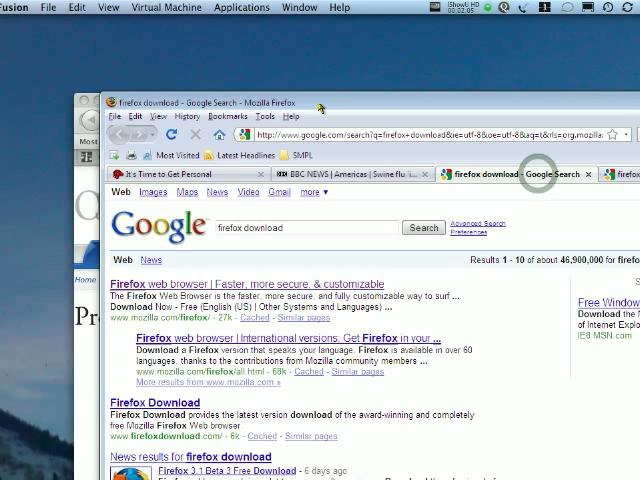 Fusion File Edit View Virtual Machine Applications Window Help iShowU HD 00:02:05
firefox download - Google Search - Mozilla Firefox
File Edit View History Bookmarks Tools Help
http://www.google.com/search?q=firefox+download&ie=utf-8&oe=utf-8&aq=t&rls=org.mozilla:
Most Visited Latest Headlines SMPL
Most
It's Time to Get Personal BBC NEWS | Americas | Swine flu '... firefox download - Google Search firefo
Web Images Maps News Video Gmail more ▼
Google firefox download Search Advanced Search
Preferences
Web News Results 1 - 10 of about 46,900,000 for firefo
Home
Pr
S
Firefox web browser | Faster, more secure, & customizable
The Firefox Web Browser is the faster, more secure, and fully customizable way to surf ...
Download Now - Free (English (US) | Other Systems and Languages) ...
www.mozilla.com/firefox/ - 27k - Cached - Similar pages
Free Window
Download the
of Internet Explo
IE8 MSN.com
Firefox web browser | International versions: Get Firefox in your ...
Download a Firefox version that speaks your language. Firefox is available in over 60
languages, thanks to the contributions from Mozilla community members ...
www.mozilla.com/firefox/all.html - 68k - Cached - Similar pages
More results from www.mozilla.com »
Firefox Download
Firefox Download provides the latest version download of the award-winning and completely
free Mozilla Firefox Web browser.
www.firefoxdownload.com/ - 6k - Cached - Similar pages
News results for firefox download
Firefox 3.1 Beta 3 Free Download - 6 days ago